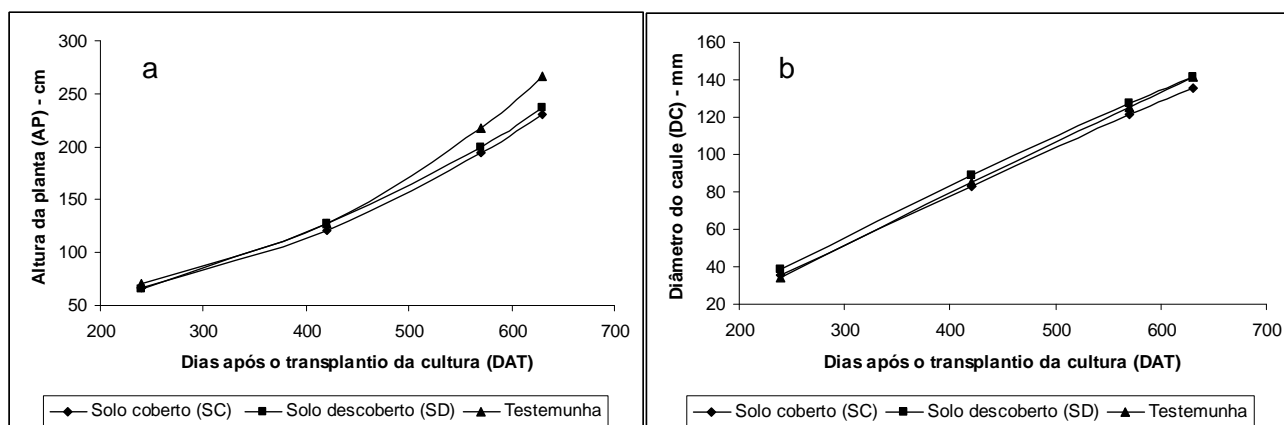 a
Altura da planta (AP) - cm
300
250
200
150
100
50
200 300 400 500 600 700
Dias após o transplantio da cultura (DAT)
Solo coberto (SC) Solo descoberto (SD) Testemunha
b
Diâmetro do caule (DC) - mm
160
140
120
100
80
60
40
20
200 300 400 500 600 700
Dias após o transplantio da cultura (DAT)
Solo coberto (SC) Solo descoberto (SD) Testemunha